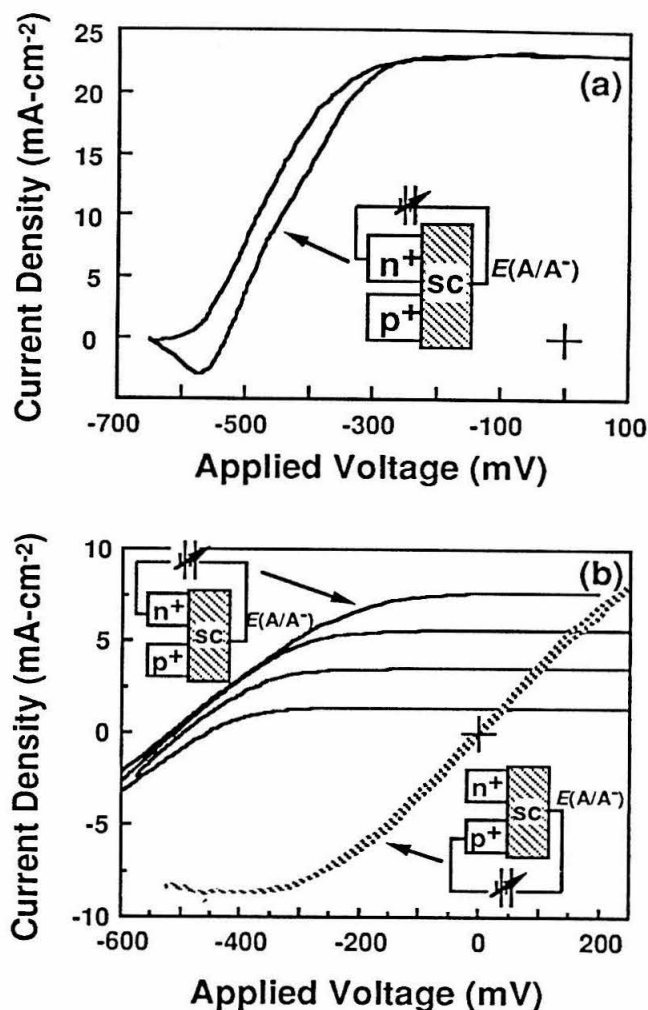 25
20
15
10
5
0
Current Density (mA-cm-2)
(a)
n+
p+
SC
E(A/A-)
-700 -500 -300 -100 100
Applied Voltage (mV)
10
5
0
-5
-10
Current Density (mA-cm-2)
(b)
n+
p+
SC
E(A/A-)
n+
p+
SC
E(A/A-)
-600 -400 -200 0 200
Applied Voltage (mV)